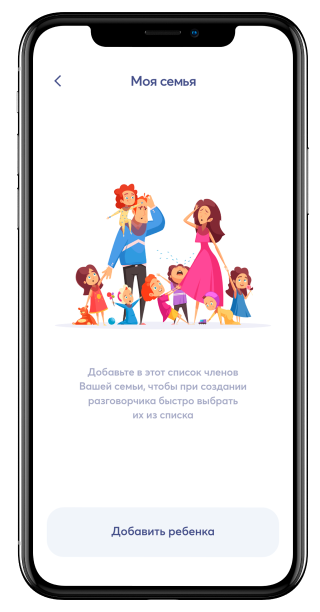 Моя семья
Добавьте в этот список членов
Вашей семьи, чтобы при создании
разговорчика быстро выбрать
их из списка
Добавить ребенка